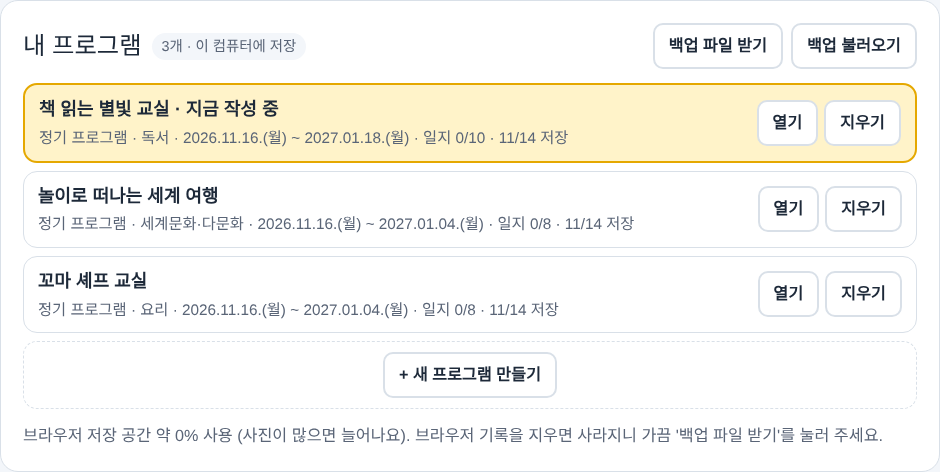 내 프로그램
3개 · 이 컴퓨터에 저장
백업 파일 받기
백업 불러오기
책 읽는 별빛 교실 · 지금 작성 중
정기 프로그램 · 독서 · 2026.11.16.(월) ~ 2027.01.18.(월) · 일지 0/10 · 11/14 저장
열기
지우기
놀이로 떠나는 세계 여행
정기 프로그램 · 세계문화·다문화 · 2026.11.16.(월) ~ 2027.01.04.(월) · 일지 0/8 · 11/14 저장
열기
지우기
꼬마 셰프 교실
정기 프로그램 · 요리 · 2026.11.16.(월) ~ 2027.01.04.(월) · 일지 0/8 · 11/14 저장
열기
지우기
+ 새 프로그램 만들기
브라우저 저장 공간 약 0% 사용 (사진이 많으면 늘어나요). 브라우저 기록을 지우면 사라지니 가끔 '백업 파일 받기'를 눌러 주세요.